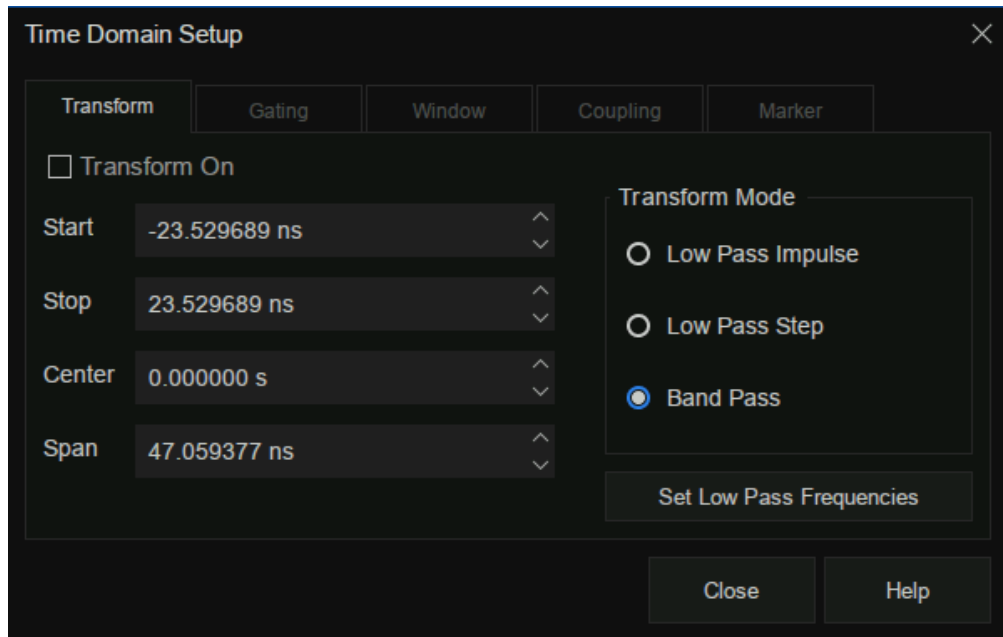 Time Domain Setup
Transform Gating Window Coupling Marker
Transform On
Start -23.529689 ns
Stop 23.529689 ns
Center 0.000000 s
Span 47.059377 ns
Transform Mode
Low Pass Impulse
Low Pass Step
Band Pass
Set Low Pass Frequencies
Close Help